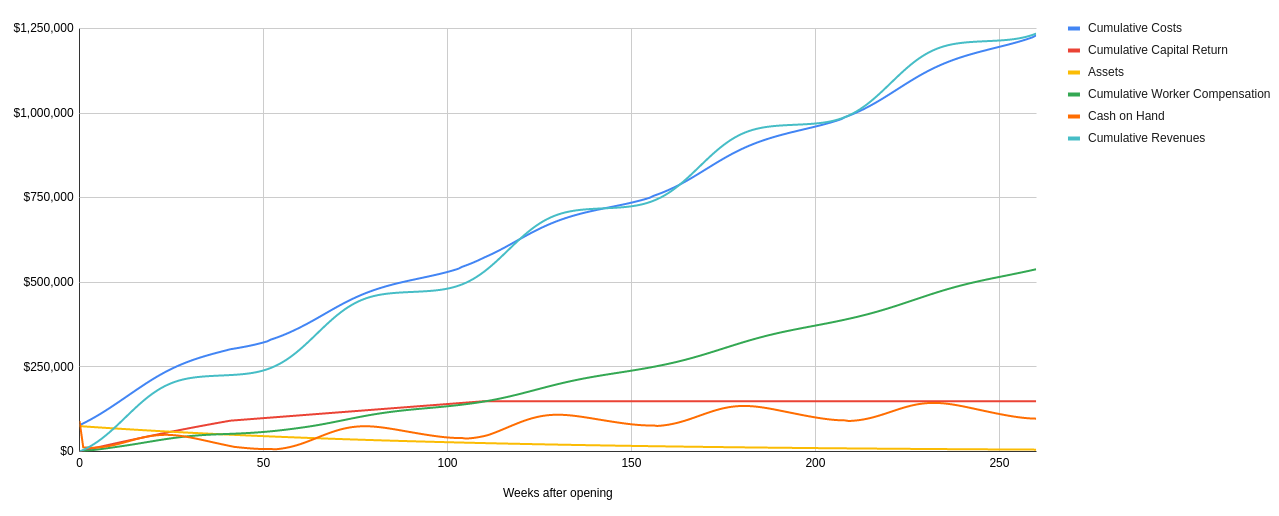 $1,250,000
$1,000,000
$750,000
$500,000
$250,000
$0
0 50 100 150 200 250
Weeks after opening
Cumulative Costs
Cumulative Capital Return
Assets
Cumulative Worker Compensation
Cash on Hand
Cumulative Revenues